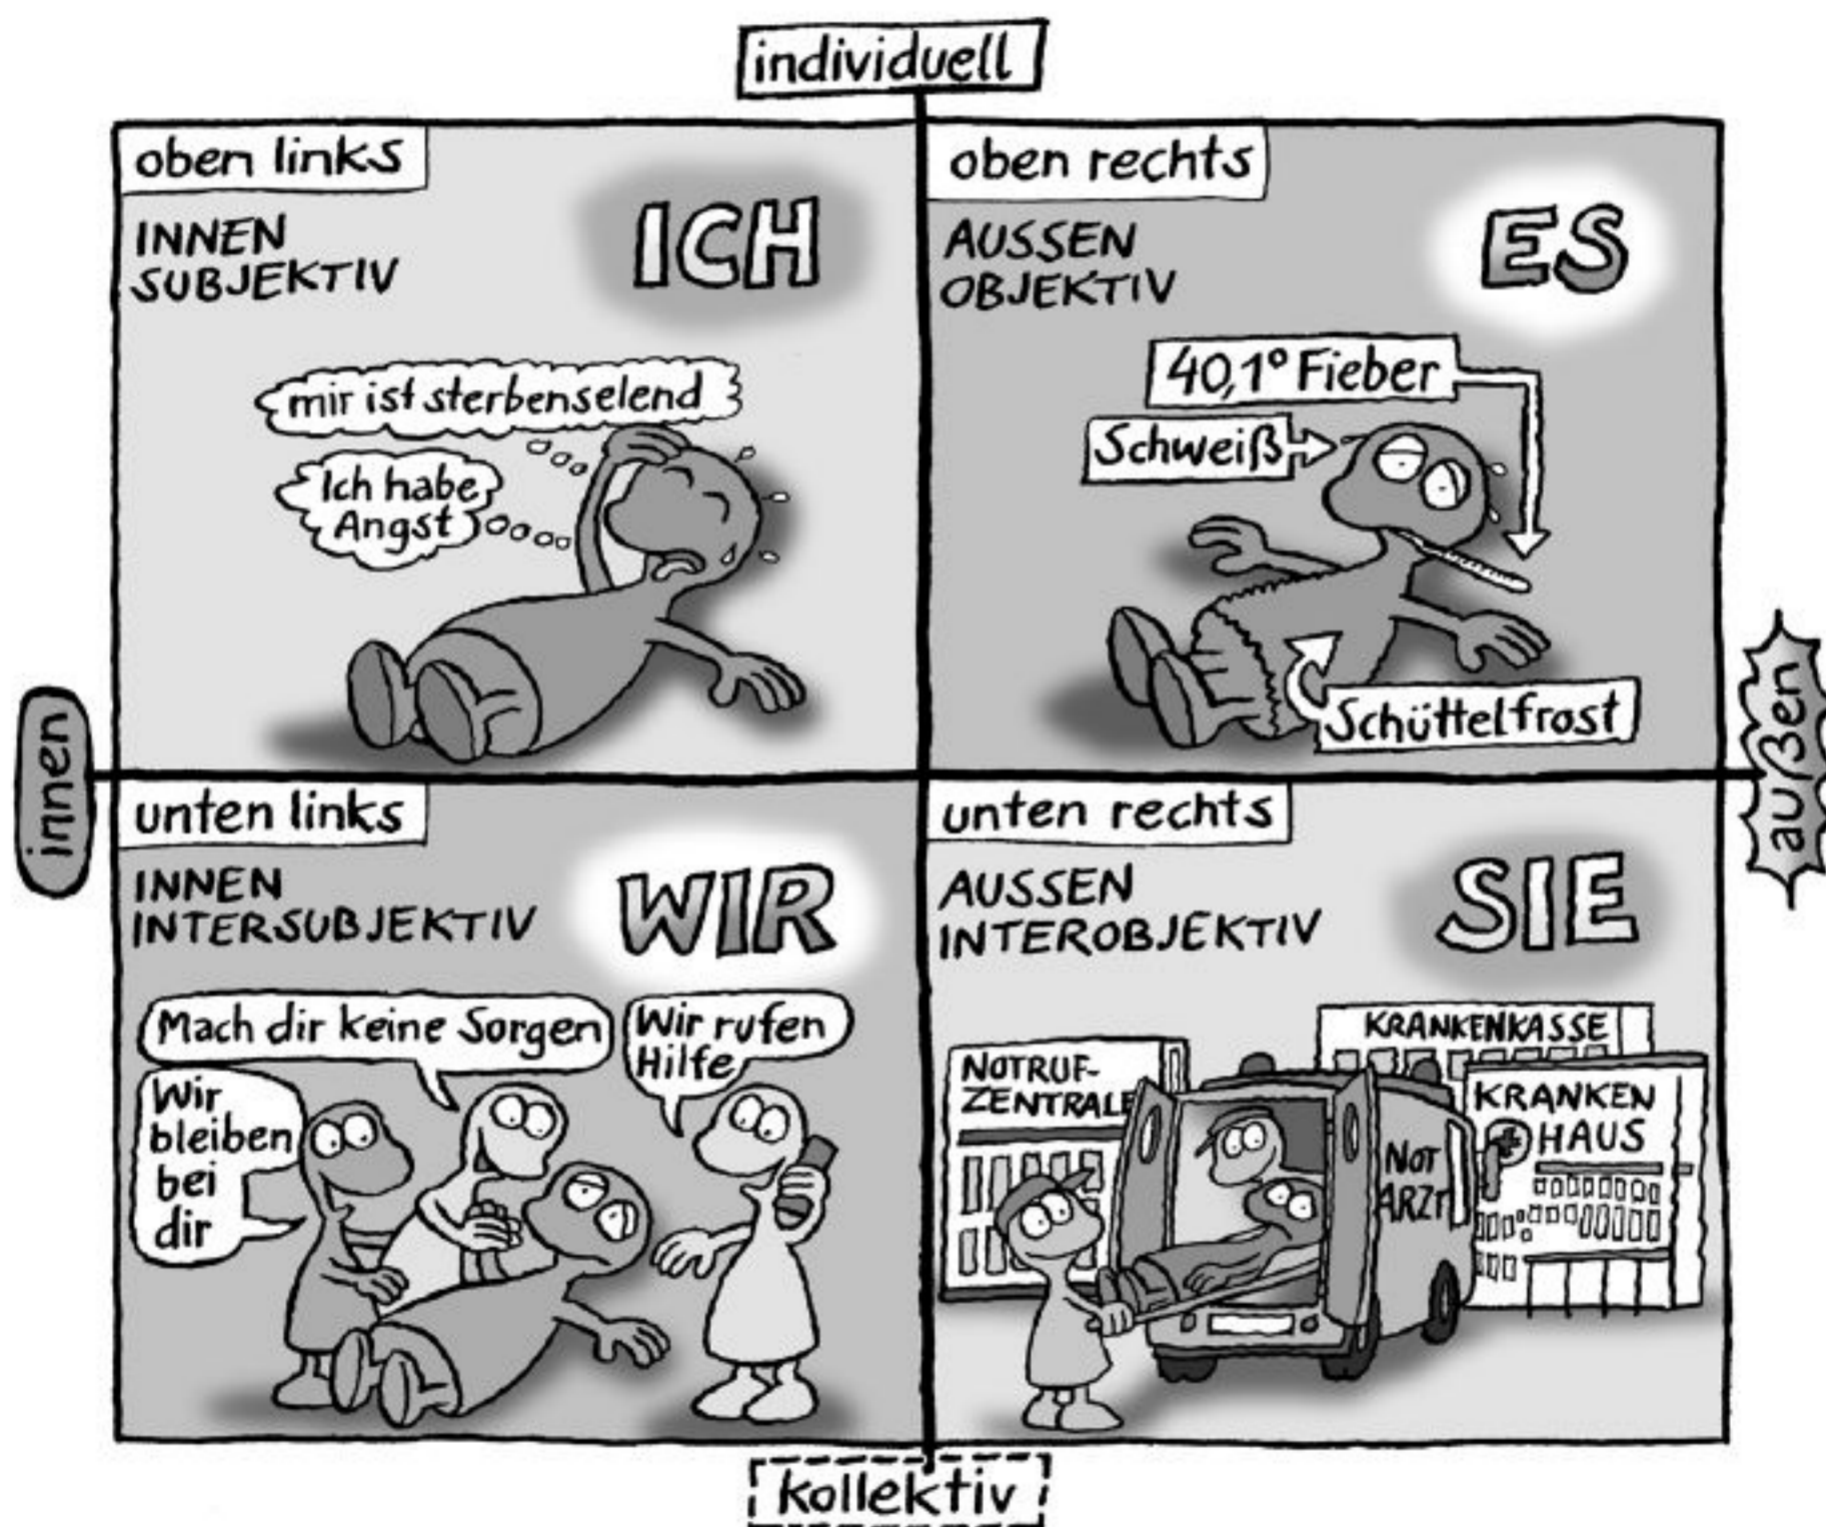 individuell
oben links
INNEN
SUBJEKTIV
ICH
mir ist sterbenselend
Ich habe
Angst
oben rechts
AUSSEN
OBJEKTIV
ES
40,1° Fieber
Schweiß
Schüttelfrost
innen
außen
unten links
INNEN
INTERSUBJEKTIV
WIR
Mach dir keine Sorgen
Wir rufen
Hilfe
Wir
bleiben
bei
dir
unten rechts
AUSSEN
INTEROBJEKTIV
SIE
NOTRUF-
ZENTRALE
KRANKENKASSE
KRANKEN
HAUS
NOT
ARZT
kollektiv